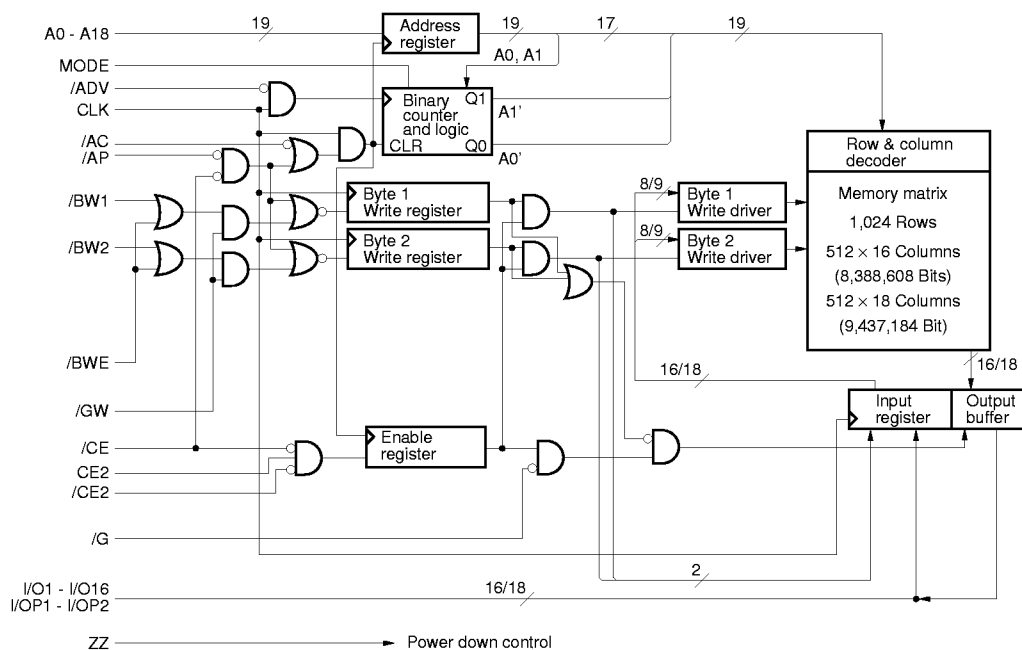 A0 - A18
19
Address
register
19
17
19
A0, A1
MODE
/ADV
CLK
Binary
counter
and logic
CLR
Q1
Q0
A1'
A0'
/AC
/AP
Row & column
decoder
/BW1
Byte 1
Write register
8/9
Byte 1
Write driver
/BW2
Byte 2
Write register
8/9
Byte 2
Write driver
Memory matrix
1,024 Rows
512 × 16 Columns
(8,388,608 Bits)
512 × 18 Columns
(9,437,184 Bit)
/BWE
16/18
16/18
/GW
Input
register
Output
buffer
/CE
CE2
/CE2
Enable
register
/G
2
I/O1 - I/O16
I/OP1 - I/OP2
16/18
ZZ
Power down control